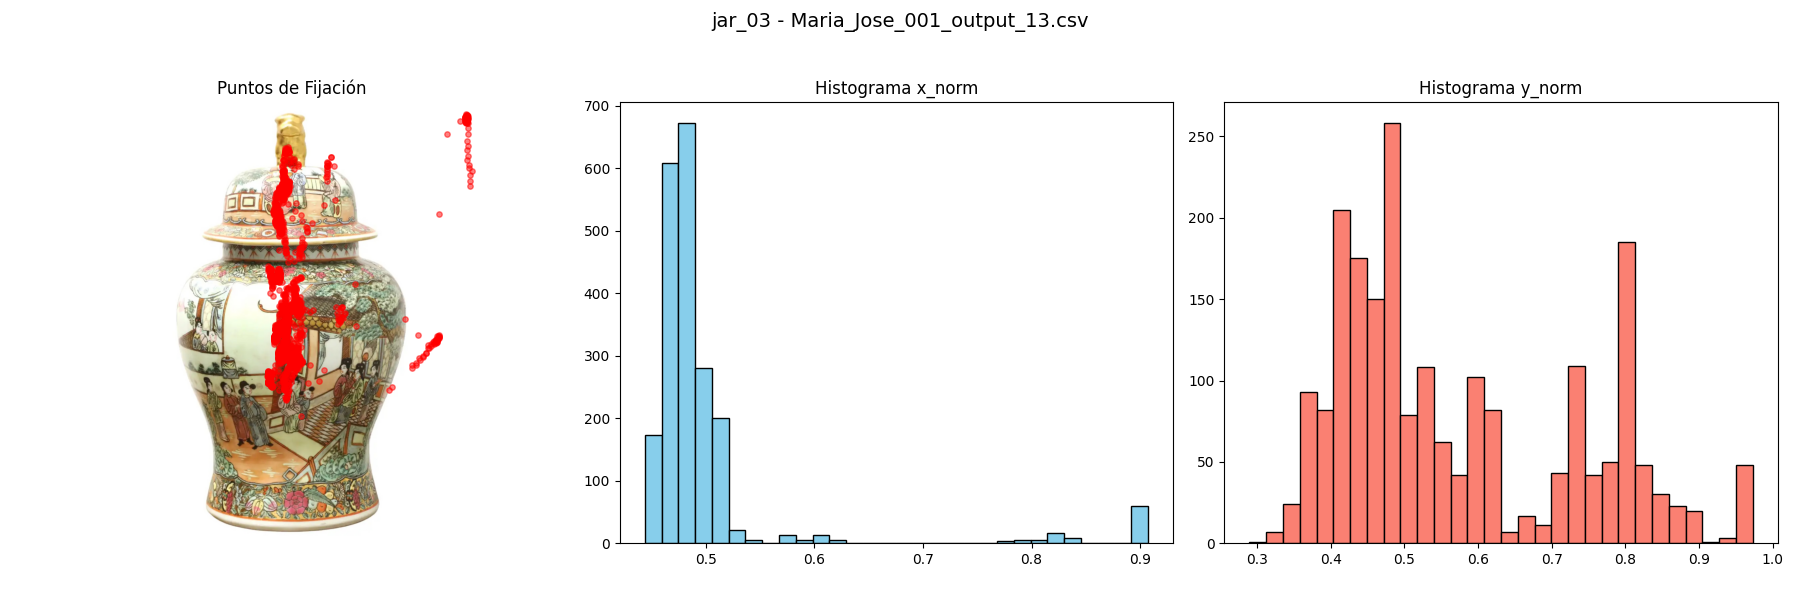 jar_03 - Maria_Jose_001_output_13.csv
Puntos de Fijación
Histograma x_norm
700
600
500
400
300
200
100
0
0.5 0.6 0.7 0.8 0.9
Histograma y_norm
250
200
150
100
50
0
0.3 0.4 0.5 0.6 0.7 0.8 0.9 1.0